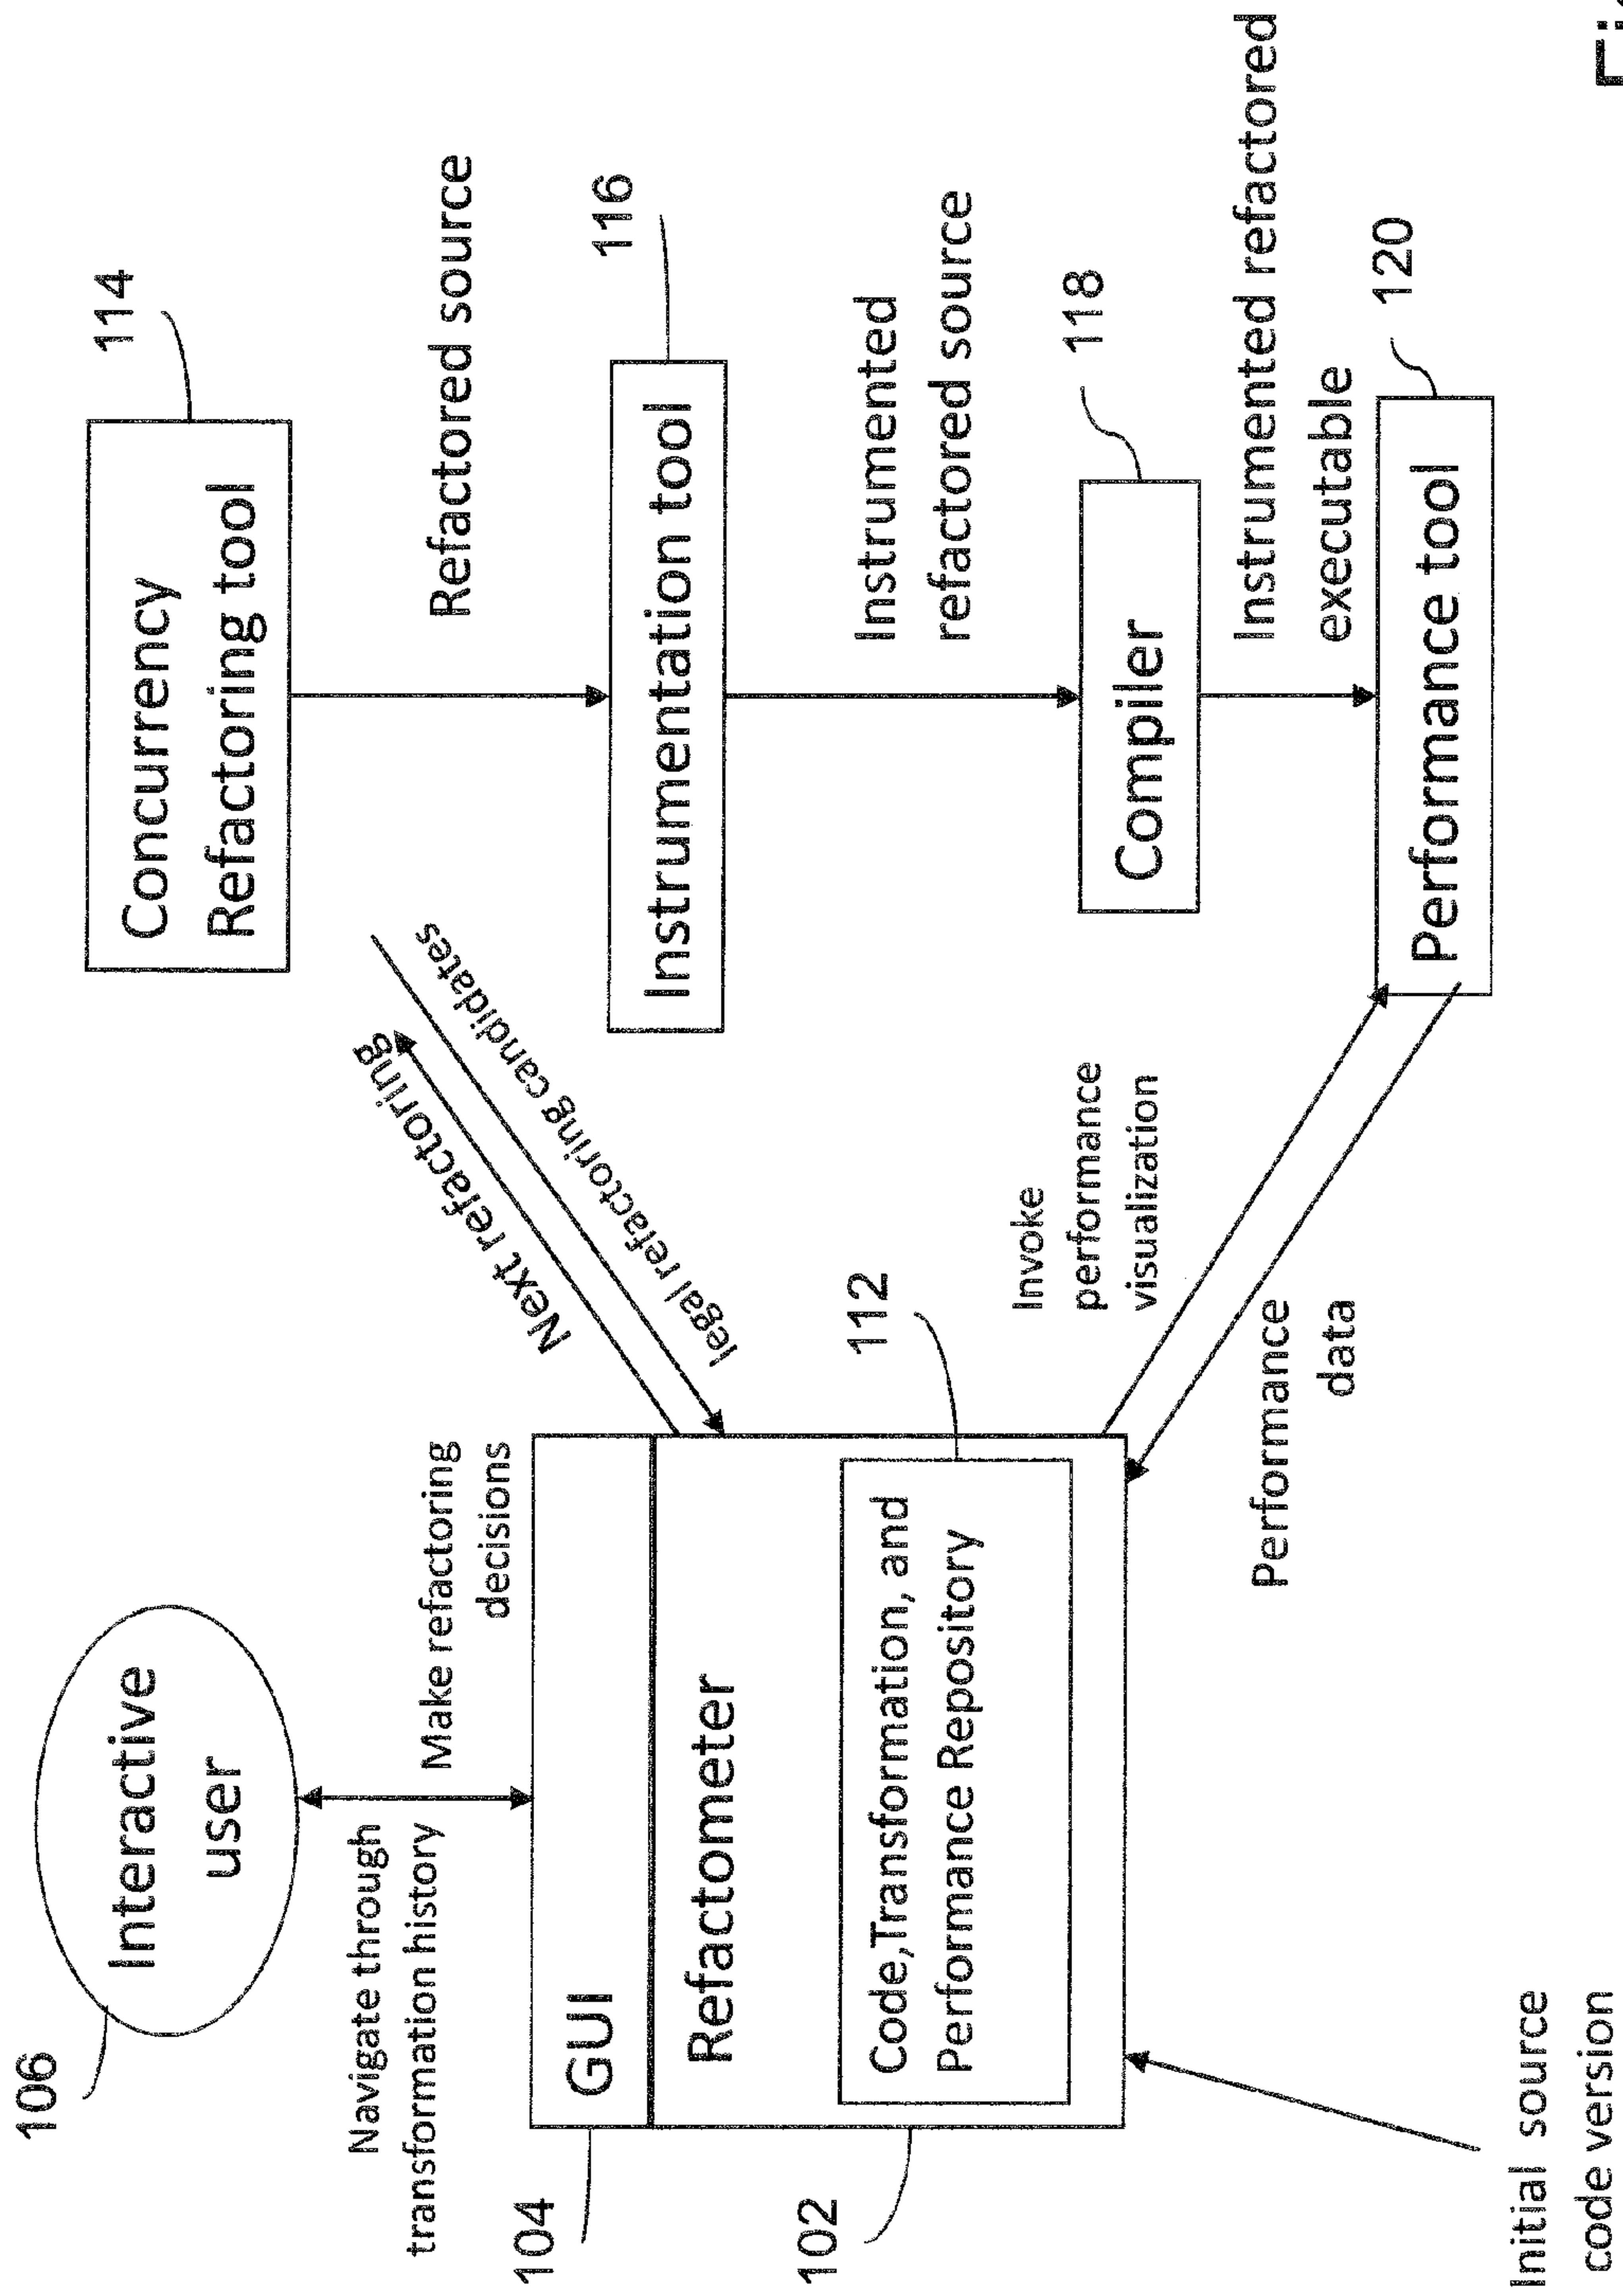 106
Interactive
user
Navigate through
transformation history
Make refactoring
decisions
104
GUI
102
Refactometer
112
Code,Transformation, and
Performance Repository
Initial source
code version
Next refactoring
legal refactoring candidates
Invoke
performance
visualization
Performance
data
114
Concurrency
Refactoring tool
Refactored source
116
Instrumentation tool
Instrumented
refactored source
118
Compiler
Instrumented refactored
executable
120
Performance tool